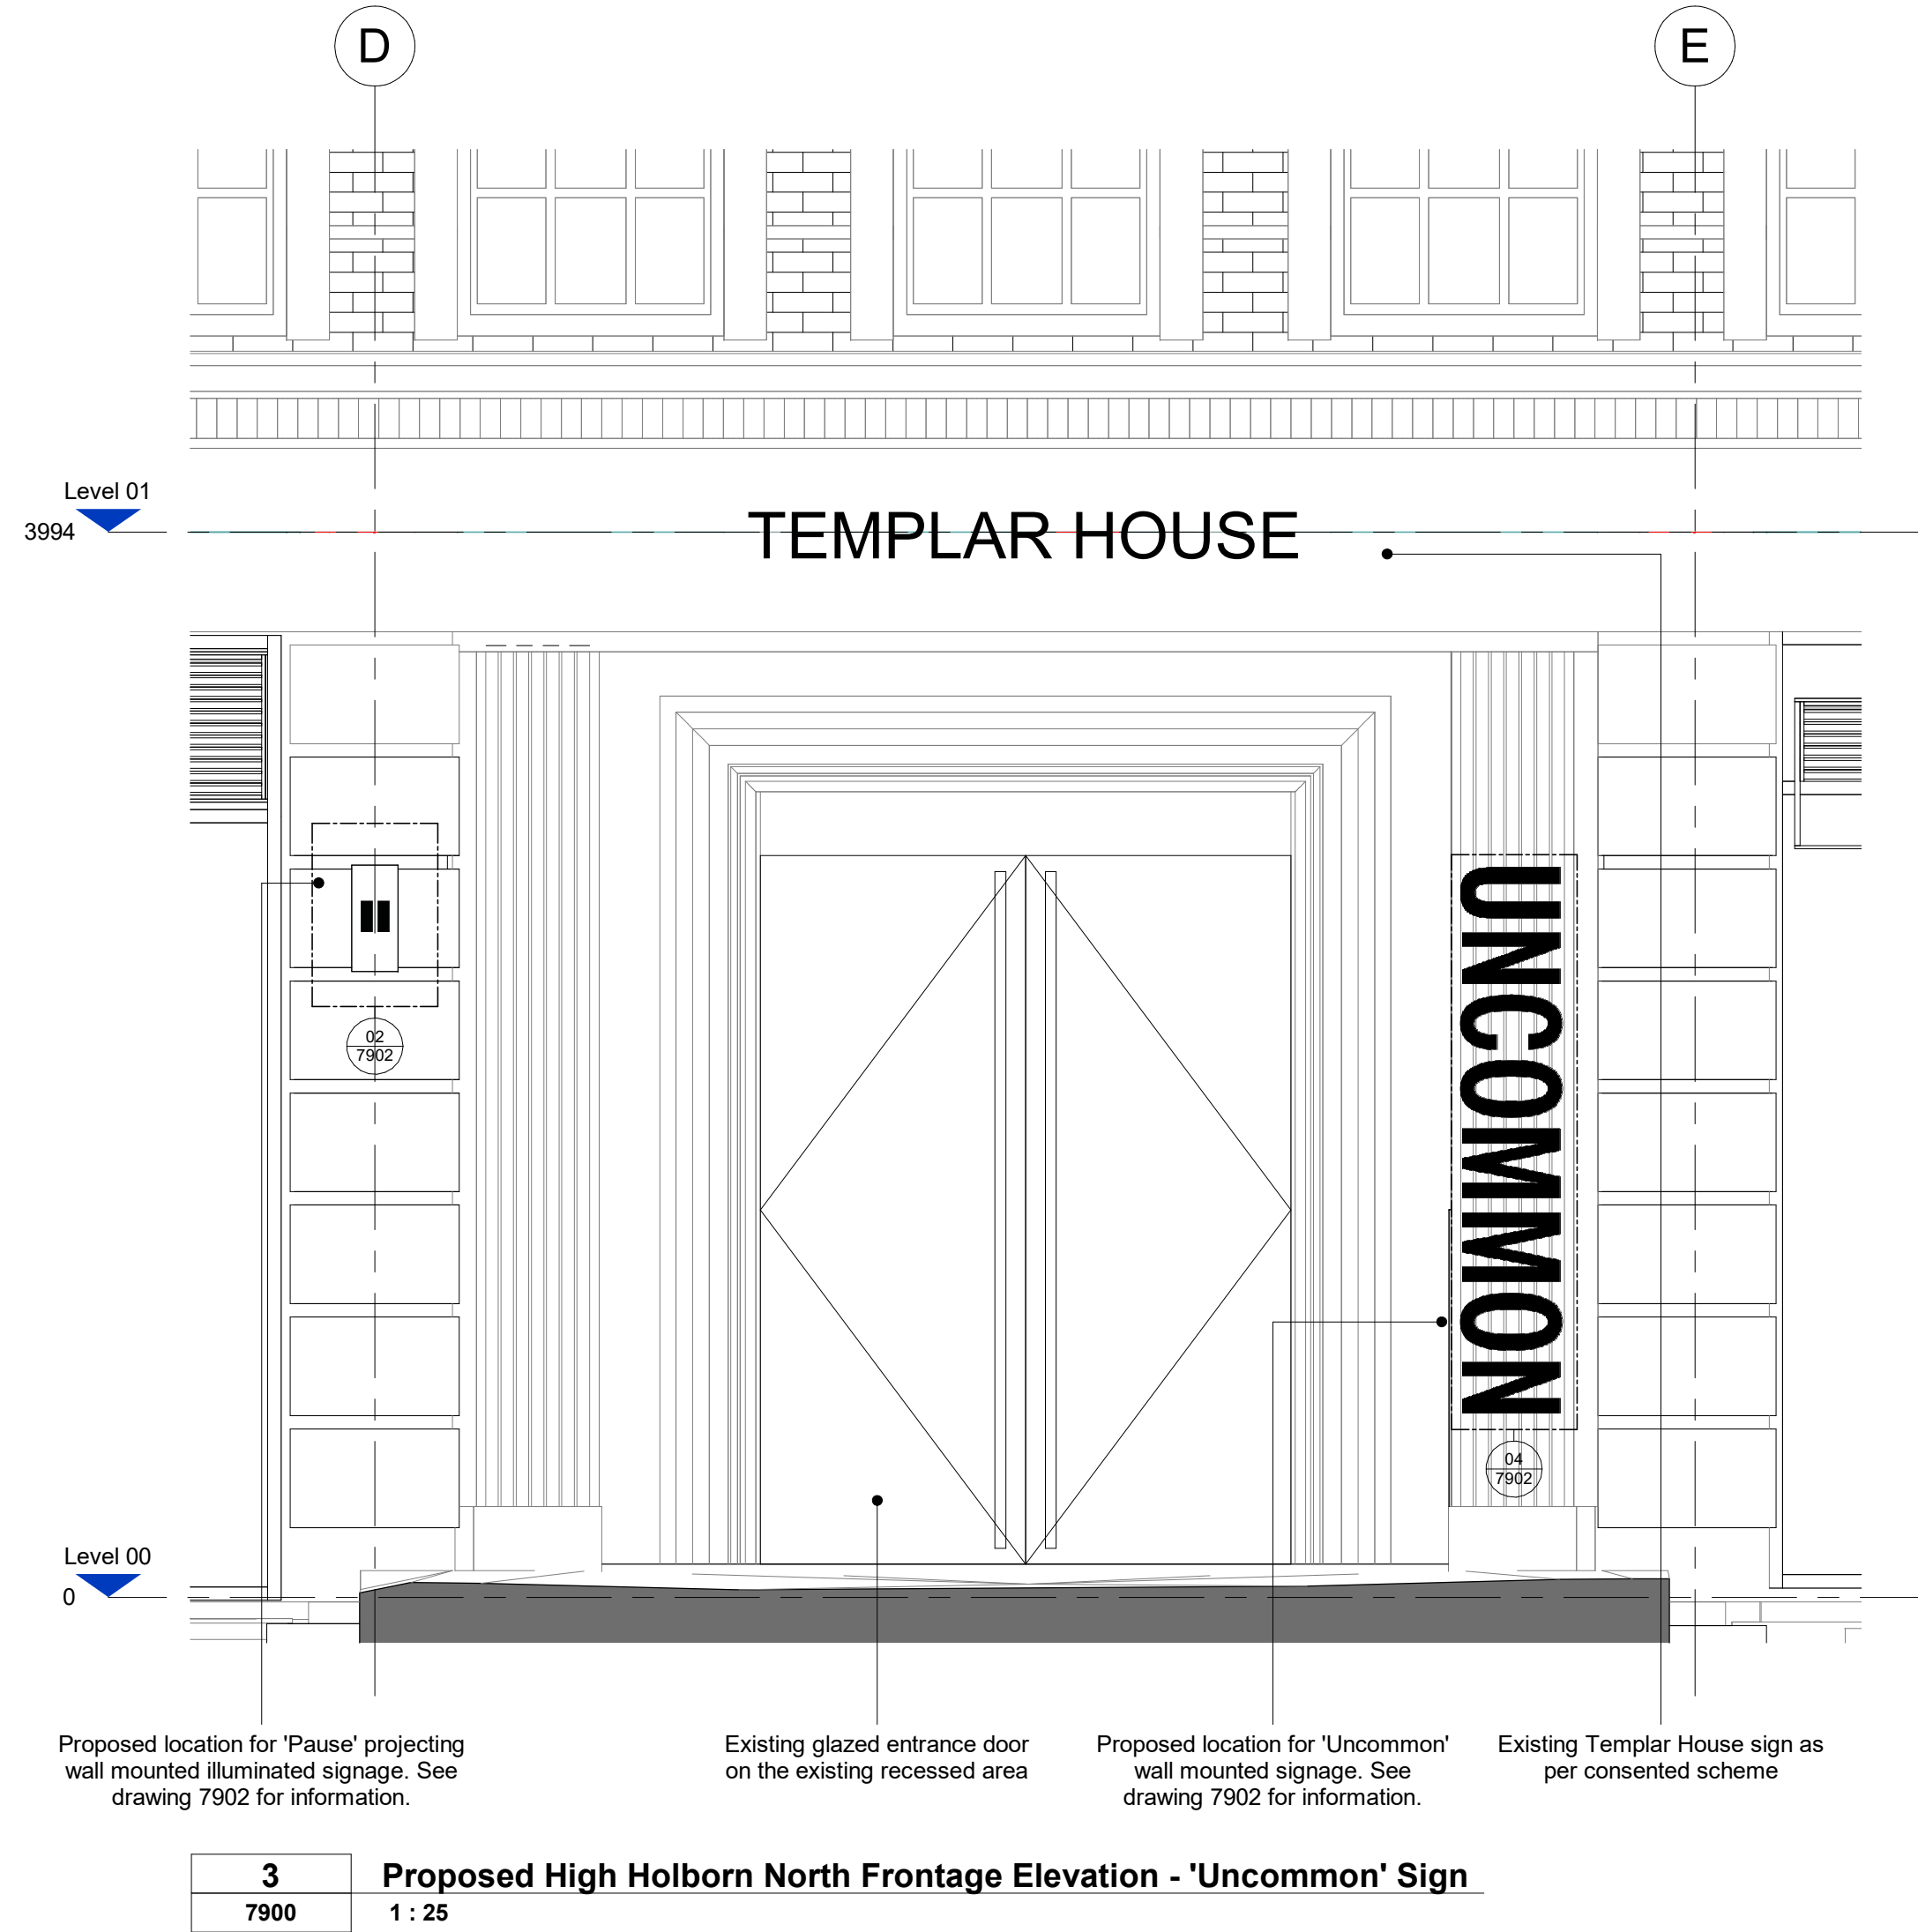 D
E
Level 01
3994
TEMPLAR HOUSE
UNCOMMON
02
7902
04
7902
Level 00
0
Proposed location for 'Pause' projecting
wall mounted illuminated signage. See
drawing 7902 for information.
Existing glazed entrance door
on the existing recessed area
Proposed location for 'Uncommon'
wall mounted signage. See
drawing 7902 for information.
Existing Templar House sign as
per consented scheme
3
Proposed High Holborn North Frontage Elevation - 'Uncommon' Sign
7900
1 : 25